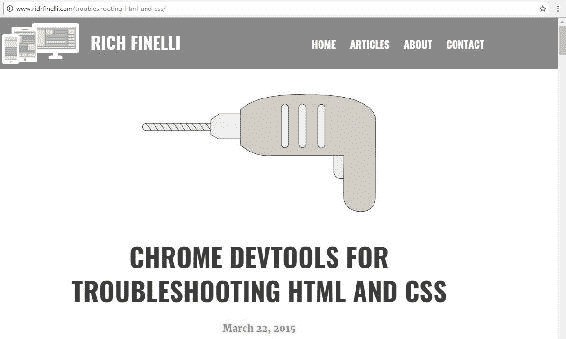 www.richfinelli.com/troubleshooting-html-and-css/
RICH FINELLI
HOME ARTICLES ABOUT CONTACT
CHROME DEVTOOLS FOR
TROUBLESHOOTING HTML AND CSS
March 22, 2015